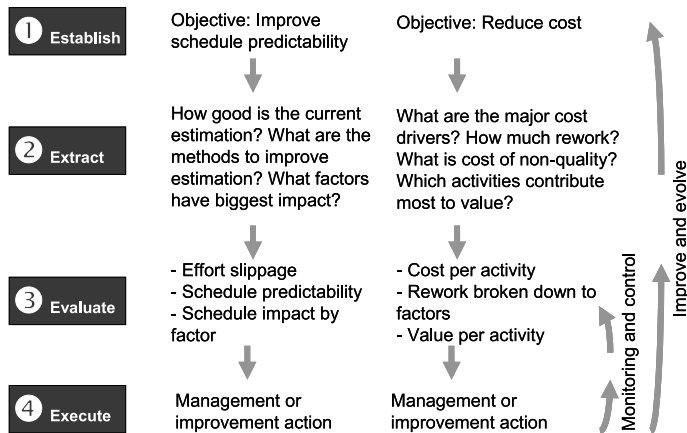 1 Establish
Objective: Improve
schedule predictability
Objective: Reduce cost
2 Extract
How good is the current
estimation? What are the
methods to improve
estimation? What factors
have biggest impact?
What are the major cost
drivers? How much rework?
What is cost of non-quality?
Which activities contribute
most to value?
3 Evaluate
- Effort slippage
- Schedule predictability
- Schedule impact by
factor
- Cost per activity
- Rework broken down to
factors
- Value per activity
4 Execute
Management or
improvement action
Management or
improvement action
Monitoring and control
Improve and evolve